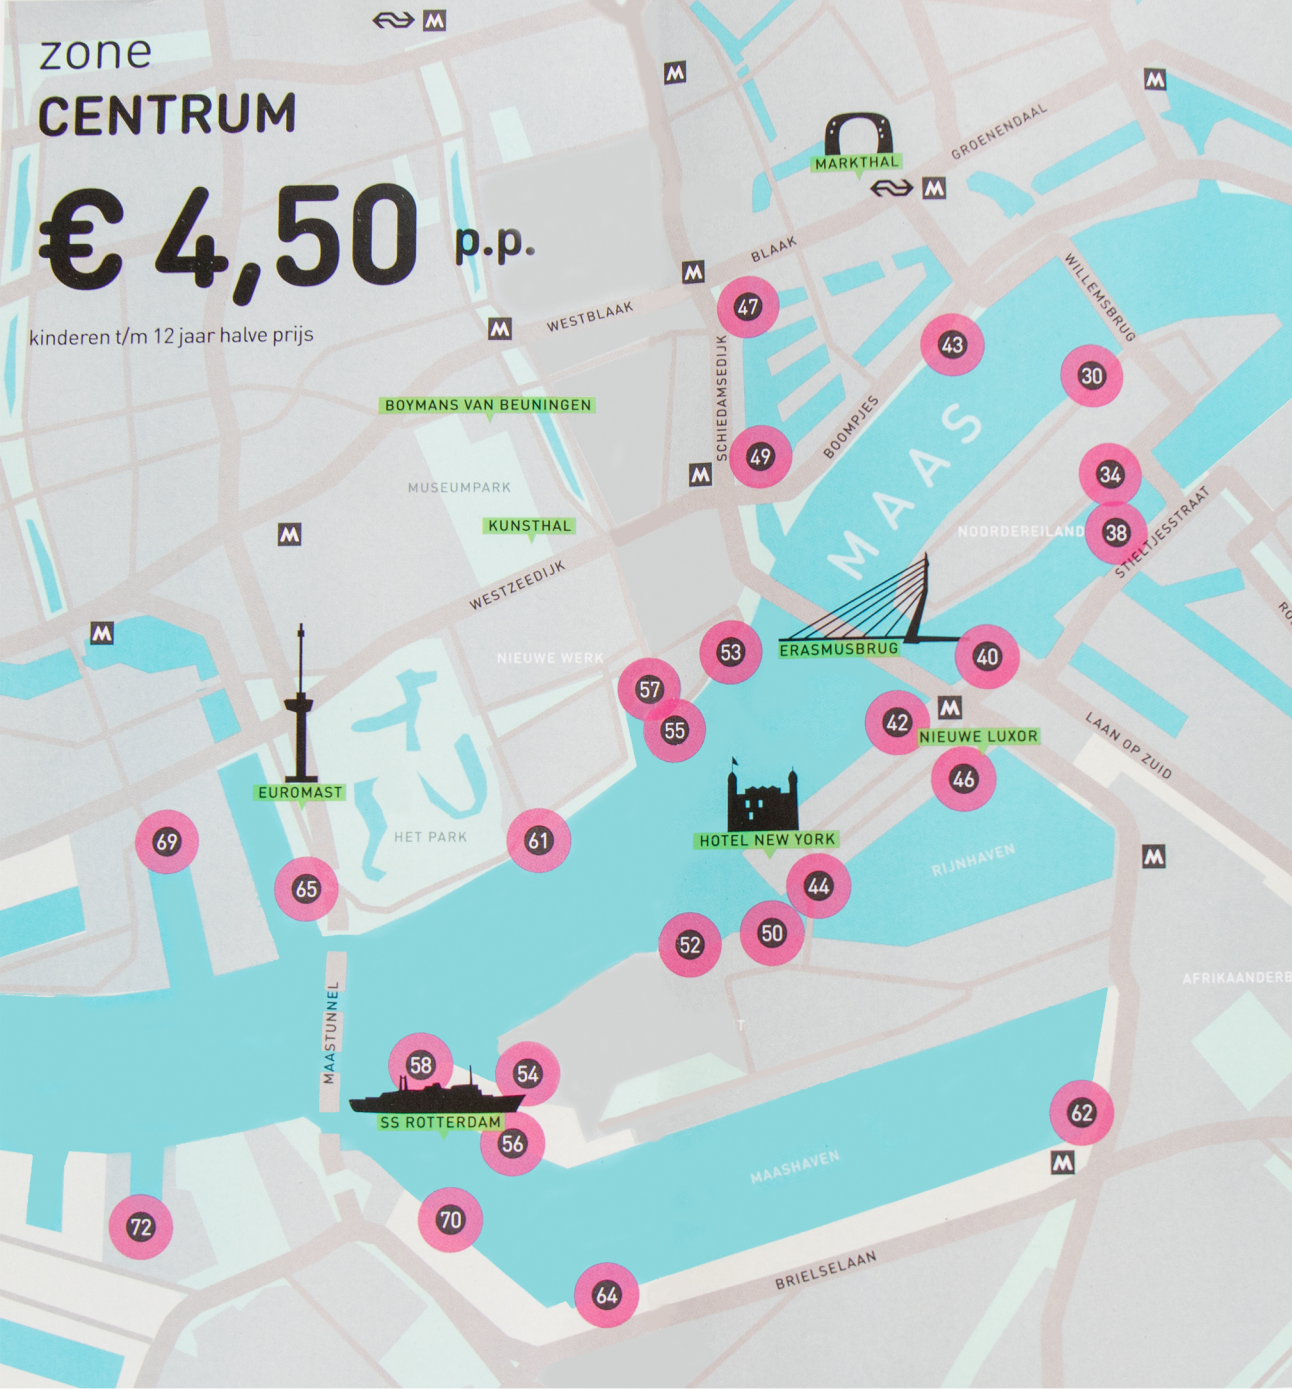 M
zone
CENTRUM
€ 4,50 p.p.
kinderen t/m 12 jaar halve prijs
M
M
MARKTHAL
GROENENDAAL
M
BLAAK
M
WILLEMSBRUG
47
WESTBLAAK
M
SCHIEDAMSEDIJK
43
30
BOYMANS VAN BEUNINGEN
BOOMPJES
MAAS
49
M
34
MUSEUMPARK
KUNSTHAL
NOORDEREILAND
38
STIELTJESSTRAAT
M
WESTZEEDIJK
M
NIEUWE WERK
53
ERASMUSBRUG
40
57
55
42
M
NIEUWE LUXOR
LAAN OP ZUID
46
EUROMAST
HET PARK
69
61
HOTEL NEW YORK
RIJNHAVEN
M
65
44
50
52
AFRIKAANDERB
MAASTUNNEL
T
58
54
SS ROTTERDAM
56
62
MAASHAVEN
M
72
70
BRIELSELAAN
64